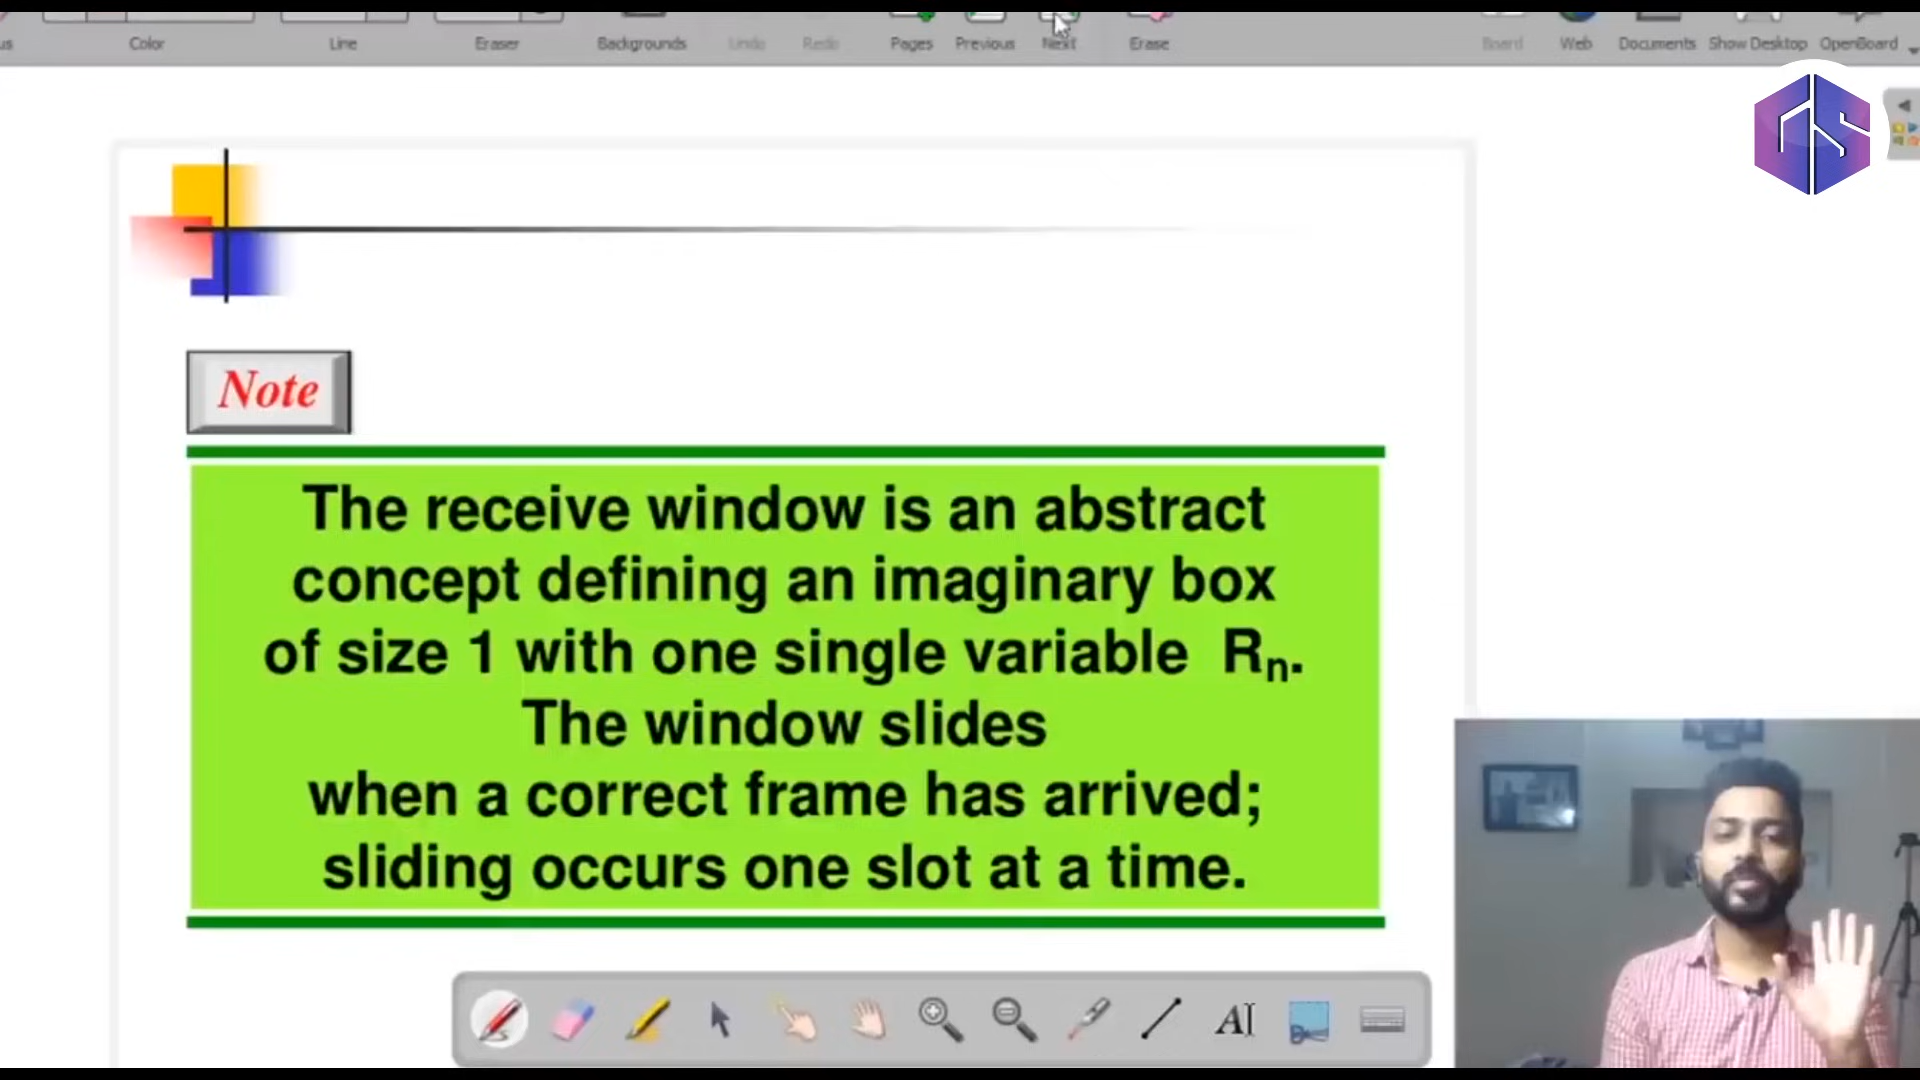 us Color Line Eraser Backgrounds Undo Redo Pages Previous Next Erase Board Web Documents Show Desktop OpenBoard
Note
The receive window is an abstract
concept defining an imaginary box
of size 1 with one single variable Rn.
The window slides
when a correct frame has arrived;
sliding occurs one slot at a time.
AI